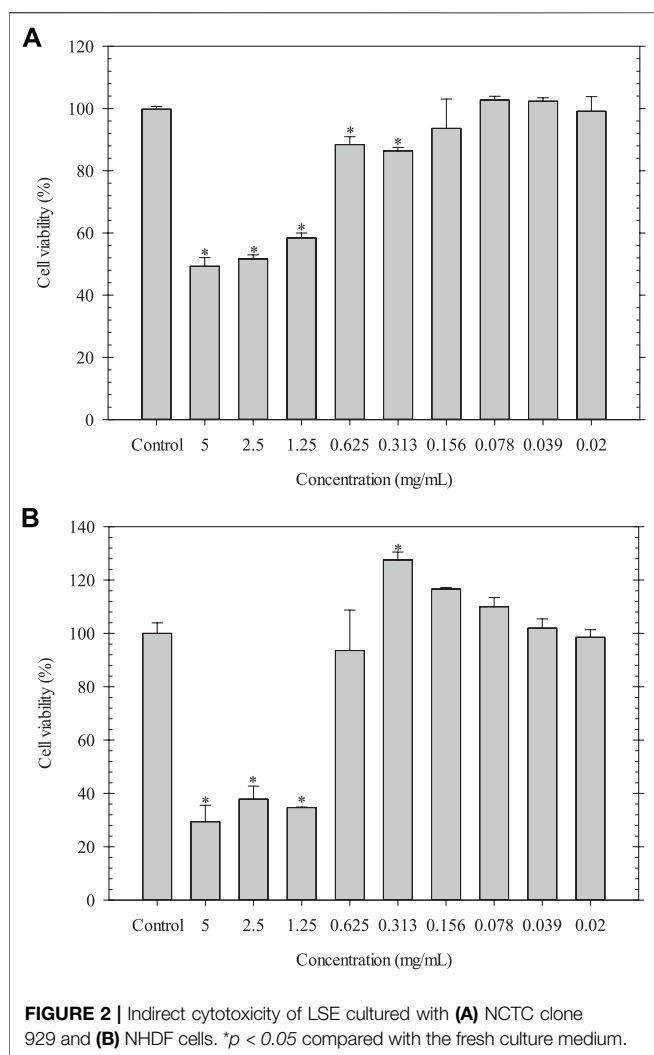 A
120
100
80
60
40
20
0
Cell viability (%)
* * * * *
Control 5 2.5 1.25 0.625 0.313 0.156 0.078 0.039 0.02
Concentration (mg/mL)
B
140
120
100
80
60
40
20
0
Cell viability (%)
* * * *
Control 5 2.5 1.25 0.625 0.313 0.156 0.078 0.039 0.02
Concentration (mg/mL)
FIGURE 2 | Indirect cytotoxicity of LSE cultured with (A) NCTC clone
929 and (B) NHDF cells. *p < 0.05 compared with the fresh culture medium.